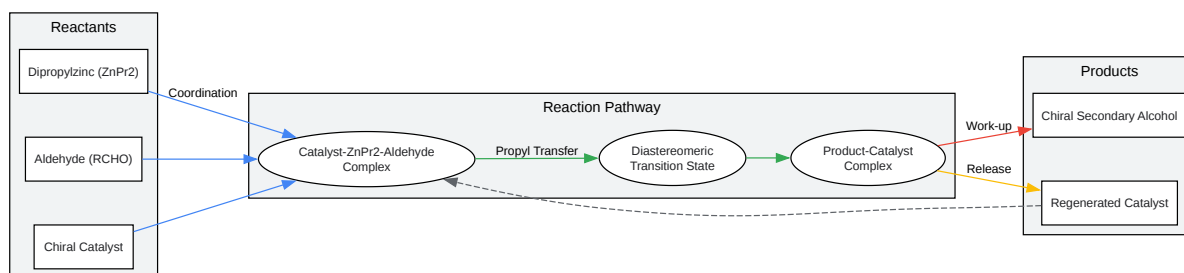 Reactants
Dipropylzinc (ZnPr2)
Aldehyde (RCHO)
Chiral Catalyst
Coordination
Reaction Pathway
Catalyst-ZnPr2-Aldehyde
Complex
Propyl Transfer
Diastereomeric
Transition State
Product-Catalyst
Complex
Work-up
Release
Products
Chiral Secondary Alcohol
Regenerated Catalyst